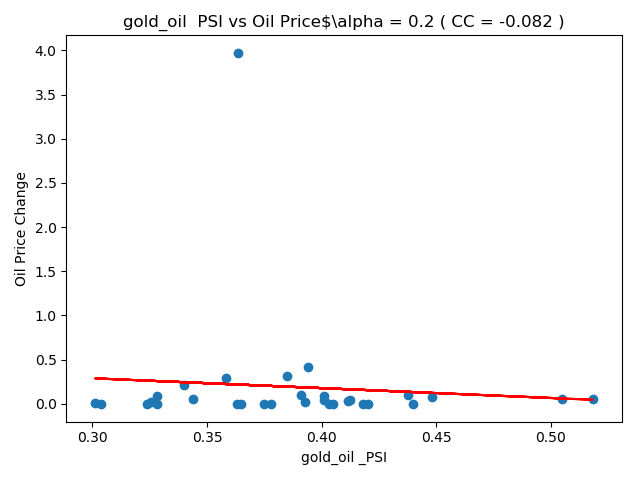 gold_oil  PSI vs Oil Price$\alpha = 0.2 ( CC = -0.082 )
4.0
3.5
3.0
2.5
2.0
1.5
1.0
0.5
0.0
Oil Price Change
0.30 0.35 0.40 0.45 0.50
gold_oil _PSI